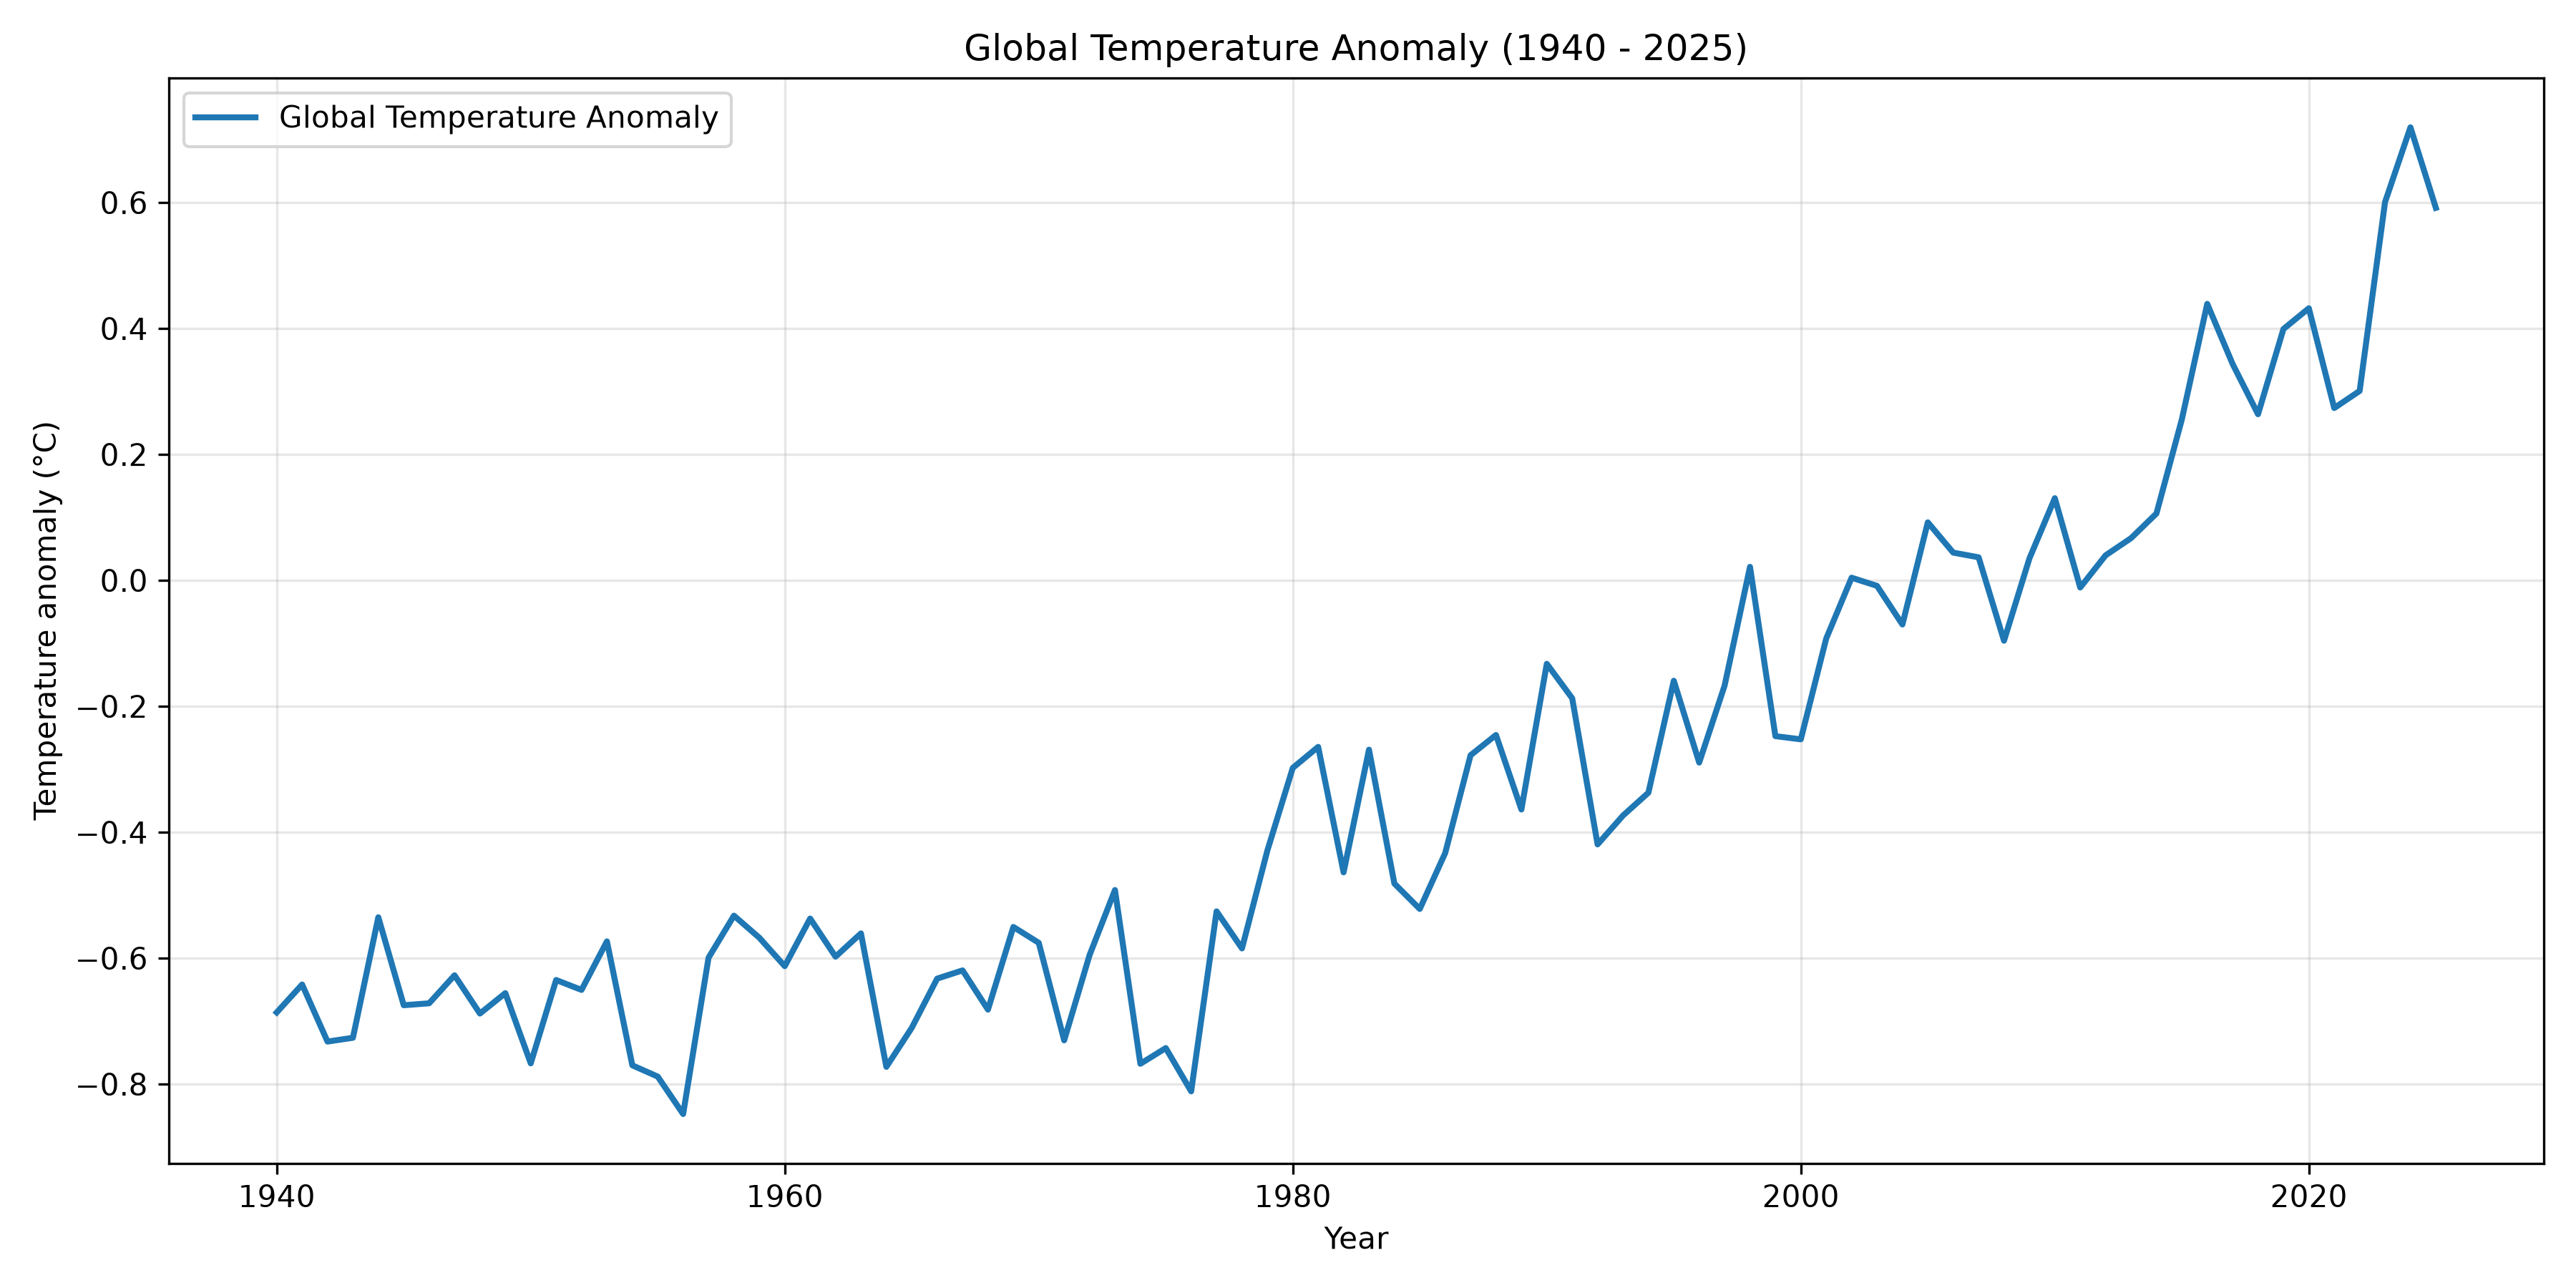 Global Temperature Anomaly (1940 - 2025)
Global Temperature Anomaly
Temperature anomaly (°C)
0.6
0.4
0.2
0.0
−0.2
−0.4
−0.6
−0.8
1940 1960 1980 2000 2020
Year